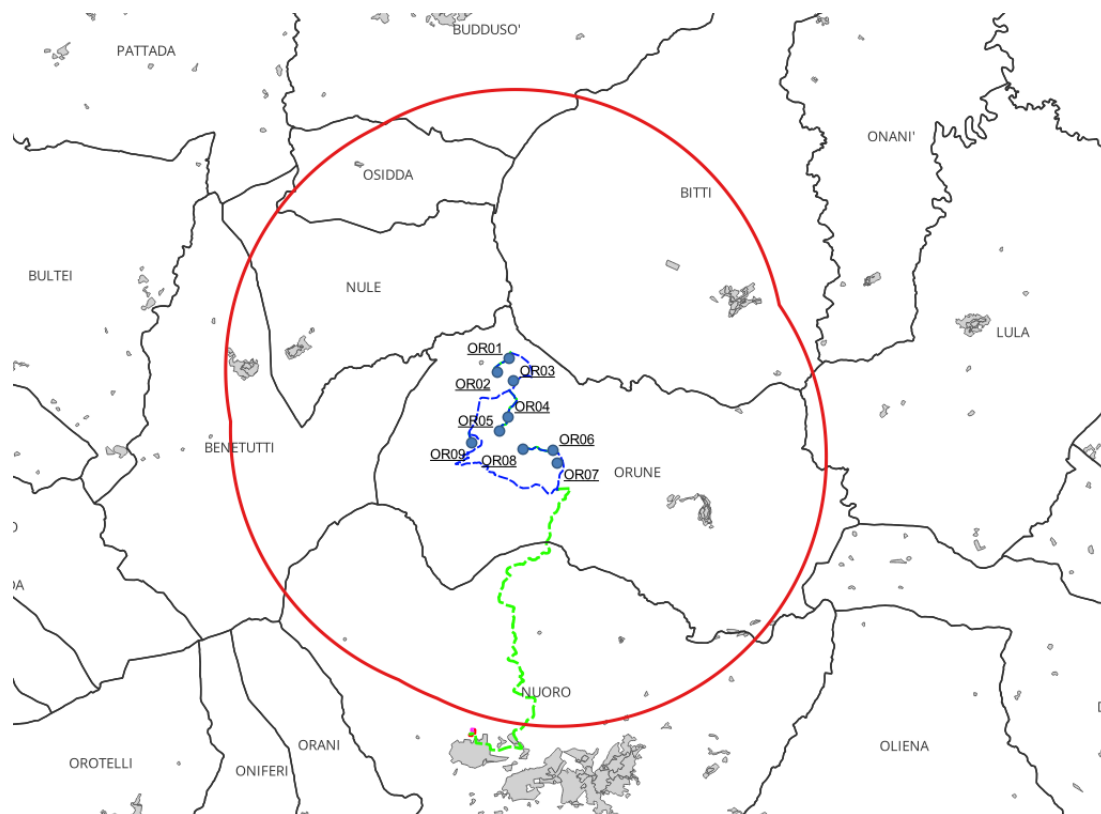 BUDDUSO'
PATTADA
ONANI'
OSIDDA
BITTI
BULTEI
NULE
LULA
OR01
OR03
OR02
OR04
OR05
OR06
BENETUTTI
OR09
OR08
OR07
ORUNE
DA
NUORO
ORANI
OLIENA
OROTELLI
ONIFERI